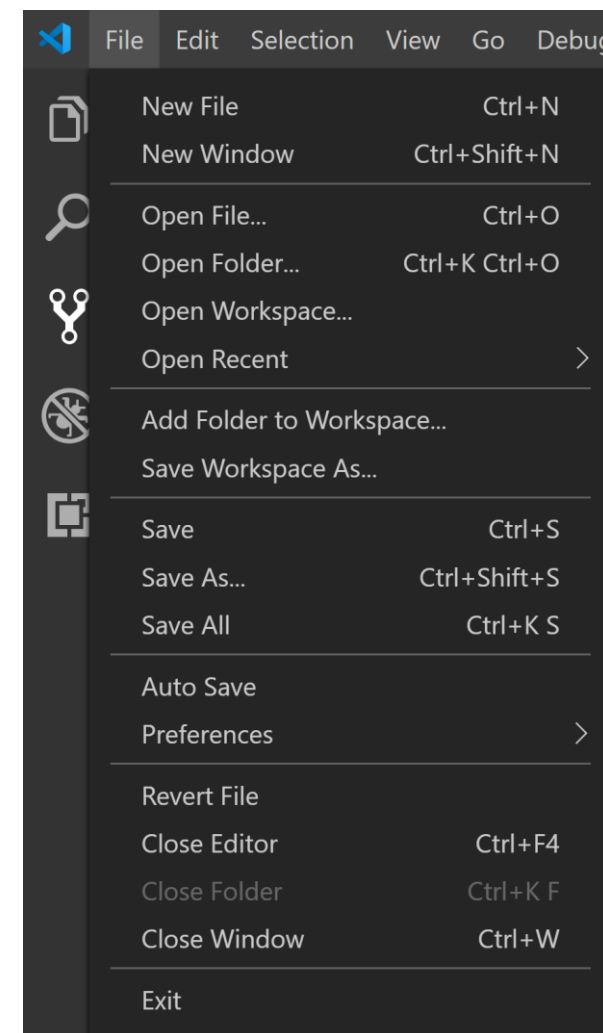 File Edit Selection View Go
New File Ctrl+N
New Window Ctrl+Shift+N
Open File... Ctrl+O
Open Folder... Ctrl+K Ctrl+O
Open Workspace...
Open Recent
Add Folder to Workspace...
Save Workspace As...
Save Ctrl+S
Save As... Ctrl+Shift+S
Save All Ctrl+K S
Auto Save
Preferences
Revert File
Close Editor Ctrl+F4
Close Folder Ctrl+K F
Close Window Ctrl+W
Exit